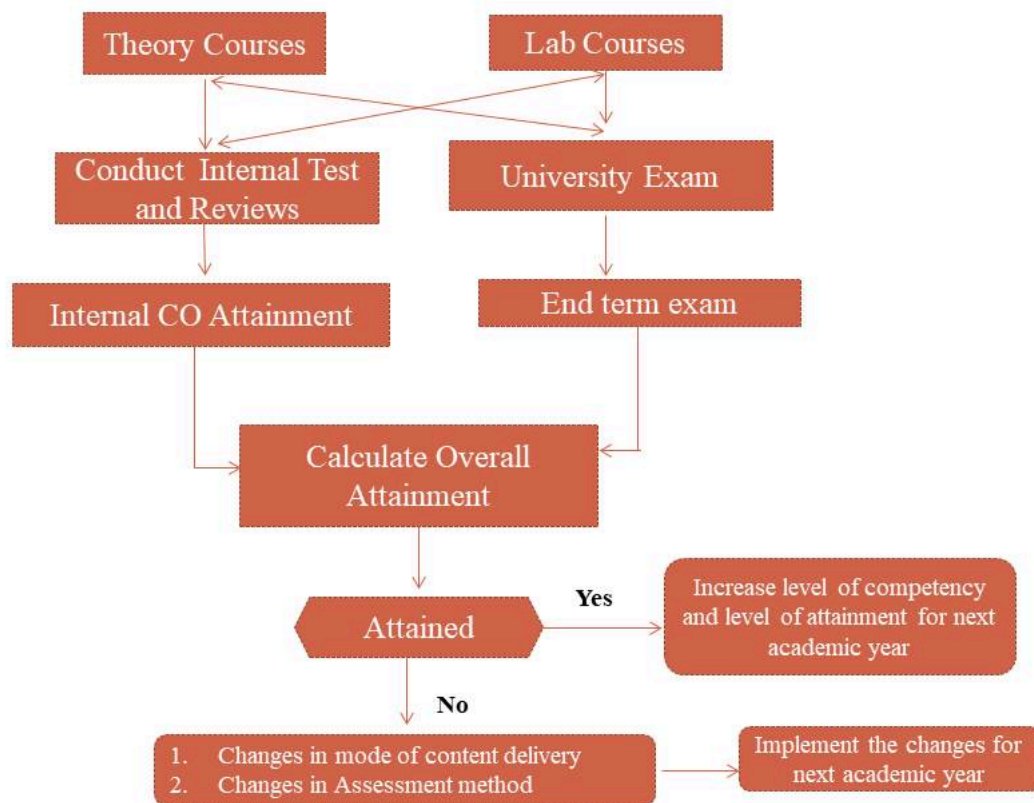 Theory Courses
Lab Courses
Conduct Internal Test
and Reviews
University Exam
Internal CO Attainment
End term exam
Calculate Overall
Attainment
Attained
Yes
Increase level of competency
and level of attainment for next
academic year
No
1. Changes in mode of content delivery
2. Changes in Assessment method
Implement the changes for
next academic year